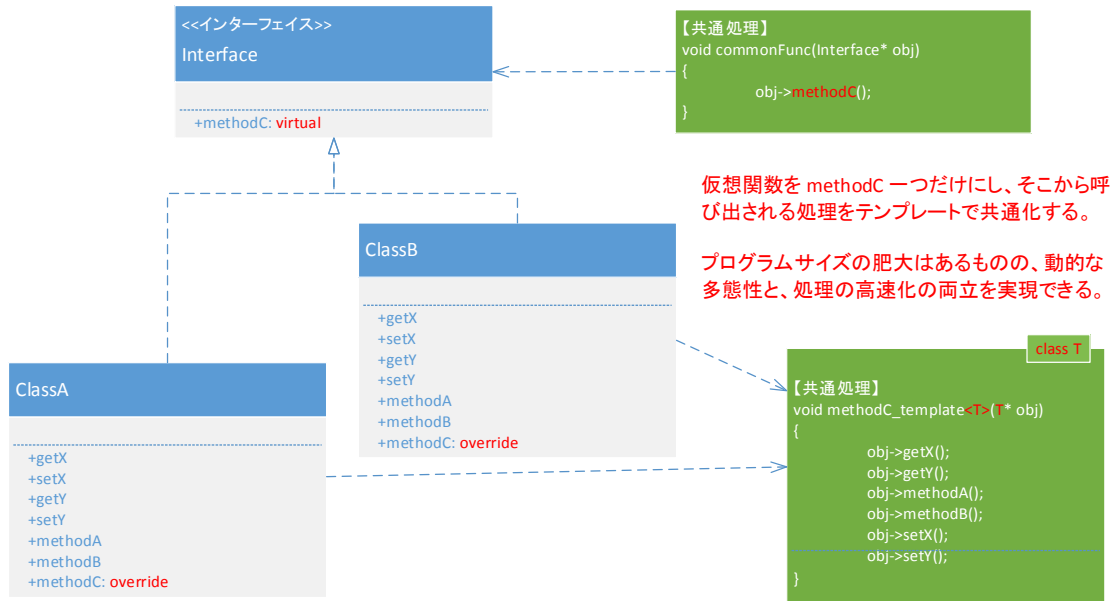 <<インターフェイス>>
Interface
+methodC: virtual
【共通処理】
void commonFunc(Interface* obj)
{
obj->methodC();
}
仮想関数を methodC 一つだけにし、そこから呼
び出される処理をテンプレートで共通化する。
プログラムサイズの肥大はあるものの、動的な
多態性と、処理の高速化の両立を実現できる。
ClassB
+getX
+setX
+getY
+setY
+methodA
+methodB
+methodC: override
ClassA
+getX
+setX
+getY
+setY
+methodA
+methodB
+methodC: override
class T
【共通処理】
void methodC_template<T>(T* obj)
{
obj->getX();
obj->getY();
obj->methodA();
obj->methodB();
obj->setX();
obj->setY();
}